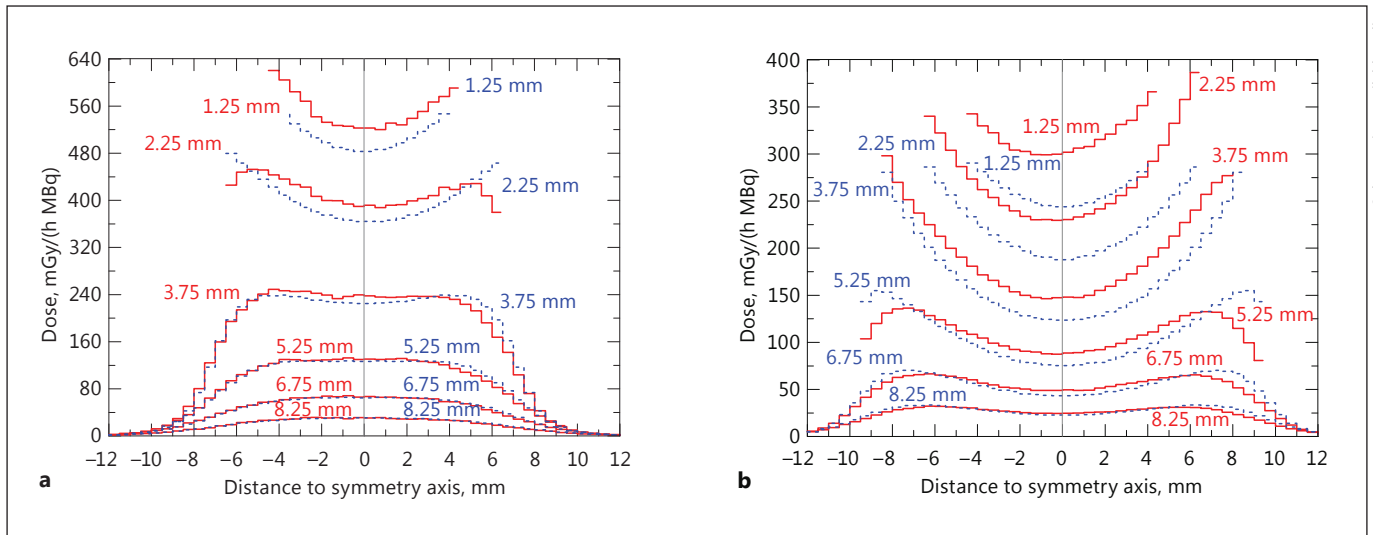 640
560
480
400
320
240
160
80
0
Dose, mGy/(h MBq)
1.25 mm
1.25 mm
2.25 mm
2.25 mm
3.75 mm
3.75 mm
5.25 mm
5.25 mm
6.75 mm
6.75 mm
8.25 mm
8.25 mm
–12 –10 –8 –6 –4 –2 0 2 4 6 8 10 12
Distance to symmetry axis, mm
a
400
350
300
250
200
150
100
50
0
Dose, mGy/(h MBq)
2.25 mm
1.25 mm
2.25 mm
1.25 mm
3.75 mm
3.75 mm
5.25 mm
5.25 mm
6.75 mm
6.75 mm
8.25 mm
8.25 mm
–12 –10 –8 –6 –4 –2 0 2 4 6 8 10 12
Distance to symmetry axis, mm
b